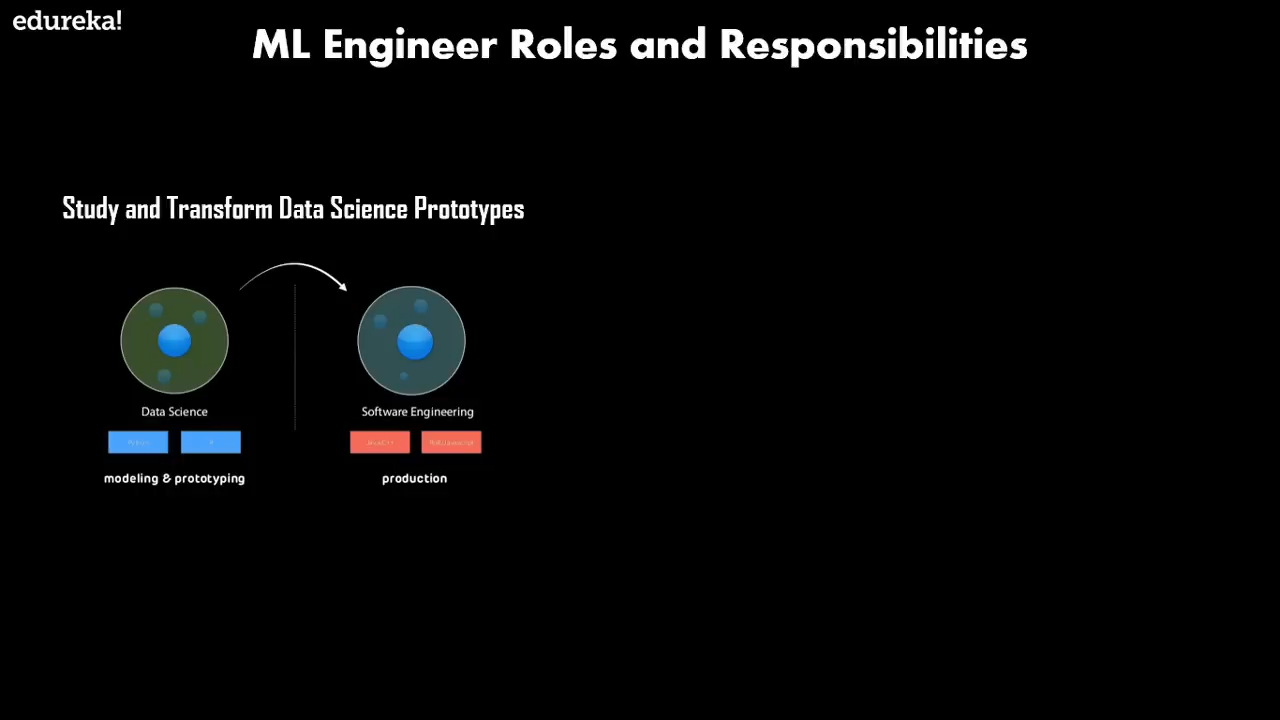 edureka!
ML Engineer Roles and Responsibilities
Study and Transform Data Science Prototypes
Data Science
Software Engineering
modeling & prototyping
production